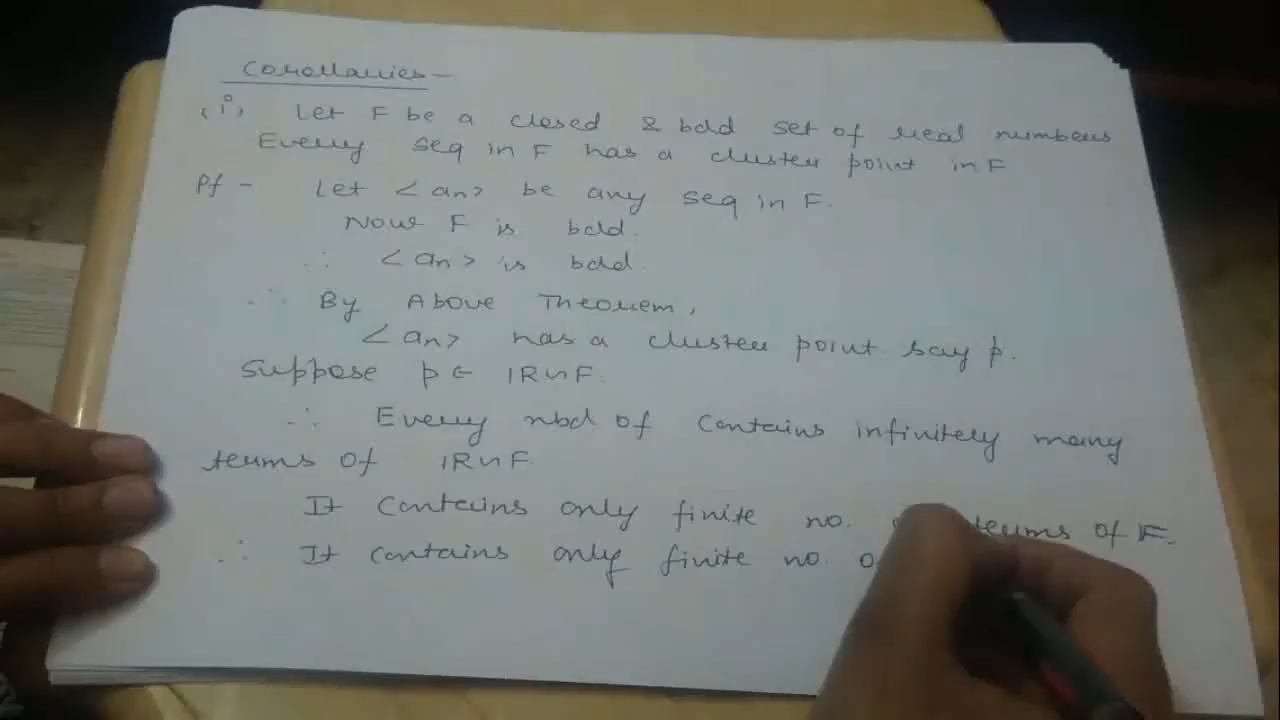 Corollaries -
(i) Let F be a closed & bdd set of real numbers
Every seq in F has a cluster point in F
Pf - Let <an> be any seq in F.
Now F is bdd.
∴ <an> is bdd.
∴ By Above Theorem,
<an> has a cluster point say p.
Suppose p ∈ IR\F.
∴ Every nbd of contains infinitely many
terms of IR\F.
It contains only finite no. terms of F.
∴ It contains only finite no.